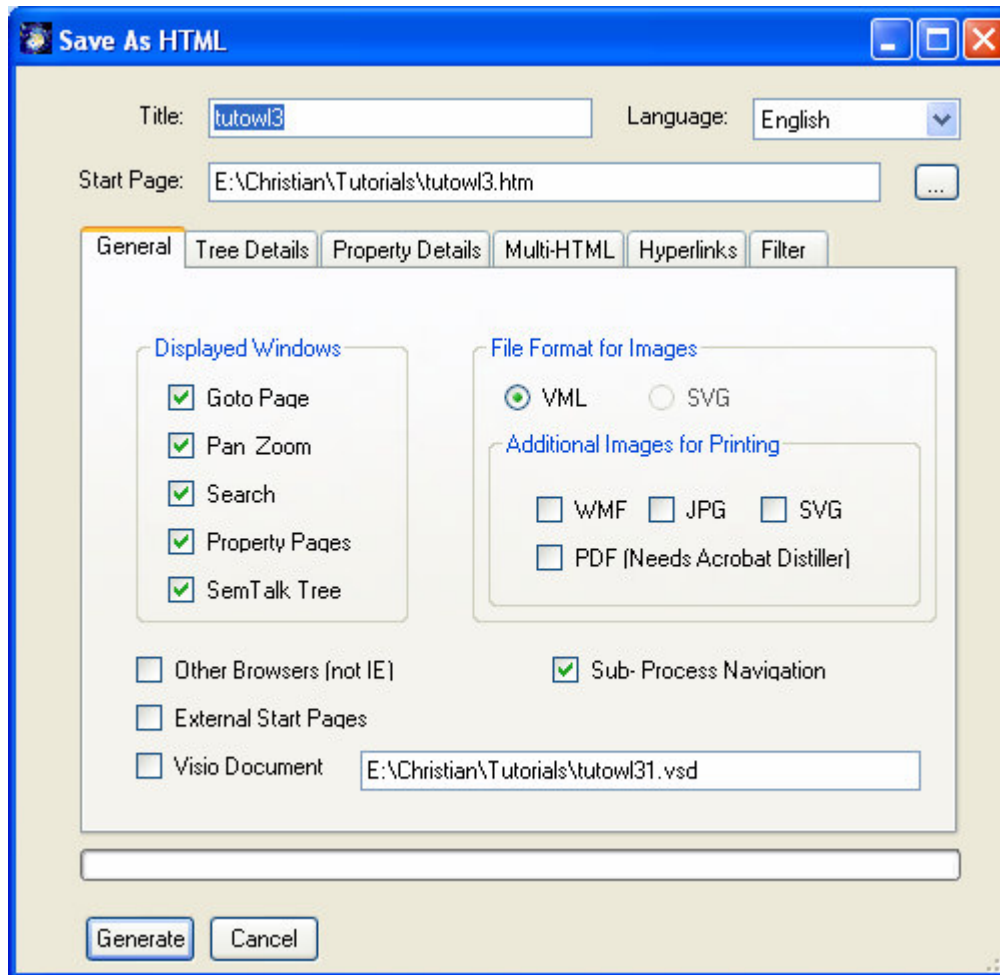 Save As HTML
Title: tutowl3 Language: English
Start Page: E:\Christian\Tutorials\tutowl3.htm ...
General Tree Details Property Details Multi-HTML Hyperlinks Filter
Displayed Windows File Format for Images
Goto Page VML SVG
Pan Zoom Additional Images for Printing
Search WMF JPG SVG
Property Pages PDF (Needs Acrobat Distiller)
SemTalk Tree
Other Browsers (not IE) Sub- Process Navigation
External Start Pages
Visio Document E:\Christian\Tutorials\tutowl31.vsd
Generate Cancel